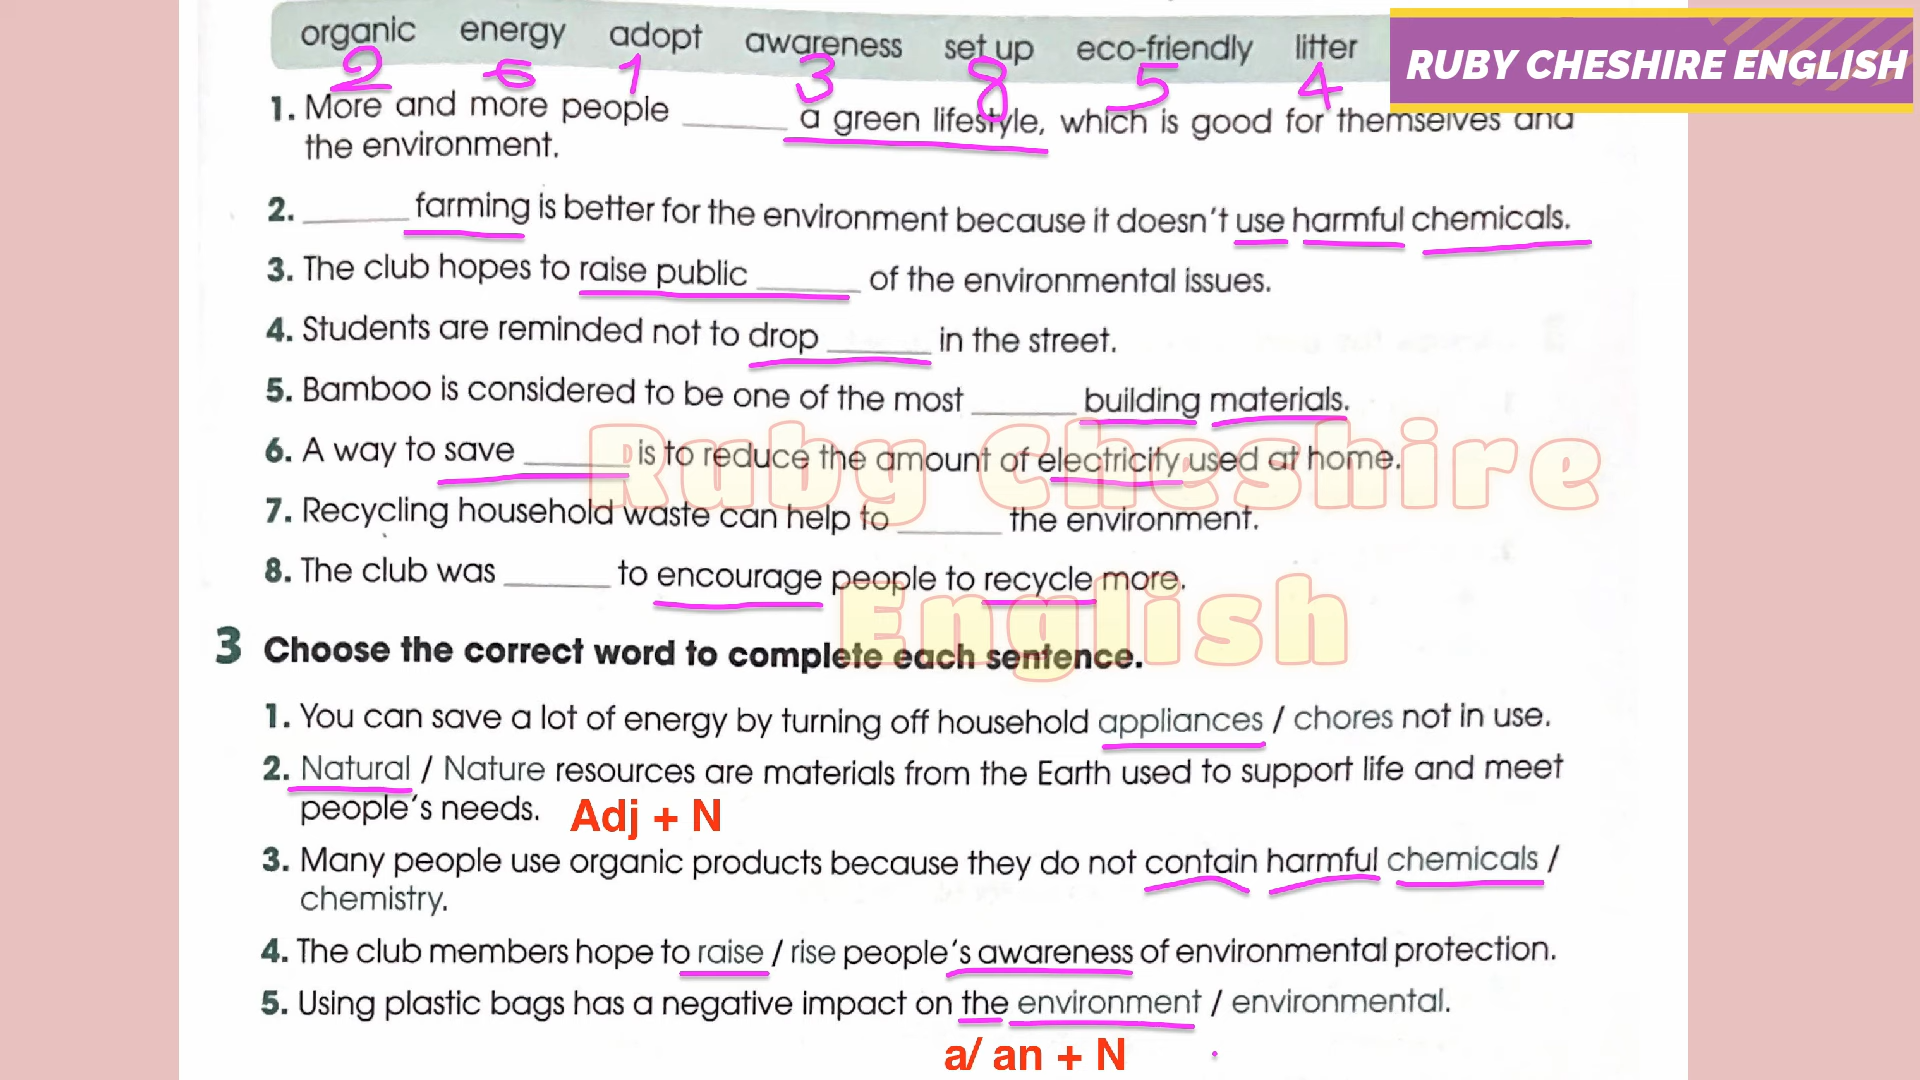 organic energy adopt awareness set up eco-friendly litter
RUBY CHESHIRE ENGLISH
2 6 1 3 8 5 4
1. More and more people ______ a green lifestyle, which is good for themselves and
the environment.
2. ______ farming is better for the environment because it doesn't use harmful chemicals.
3. The club hopes to raise public ______ of the environmental issues.
4. Students are reminded not to drop ______ in the street.
5. Bamboo is considered to be one of the most ______ building materials.
6. A way to save ______ is to reduce the amount of electricity used at home.
Ruby Cheshire
7. Recycling household waste can help to ______ the environment.
8. The club was ______ to encourage people to recycle more.
English
3 Choose the correct word to complete each sentence.
1. You can save a lot of energy by turning off household appliances / chores not in use.
2. Natural / Nature resources are materials from the Earth used to support life and meet
people's needs. Adj + N
3. Many people use organic products because they do not contain harmful chemicals /
chemistry.
4. The club members hope to raise / rise people's awareness of environmental protection.
5. Using plastic bags has a negative impact on the environment / environmental.
a/ an + N